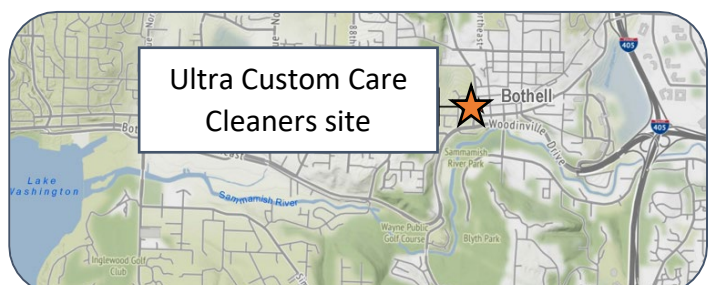 Ultra Custom Care
Cleaners site
405
Bothell
405
Woodinville Drive
Sammamish
River Park
Lake
Washington
Sammamish River
Wayne Public
Golf Course
Blyth Park
Inglewood Golf
Club
88th